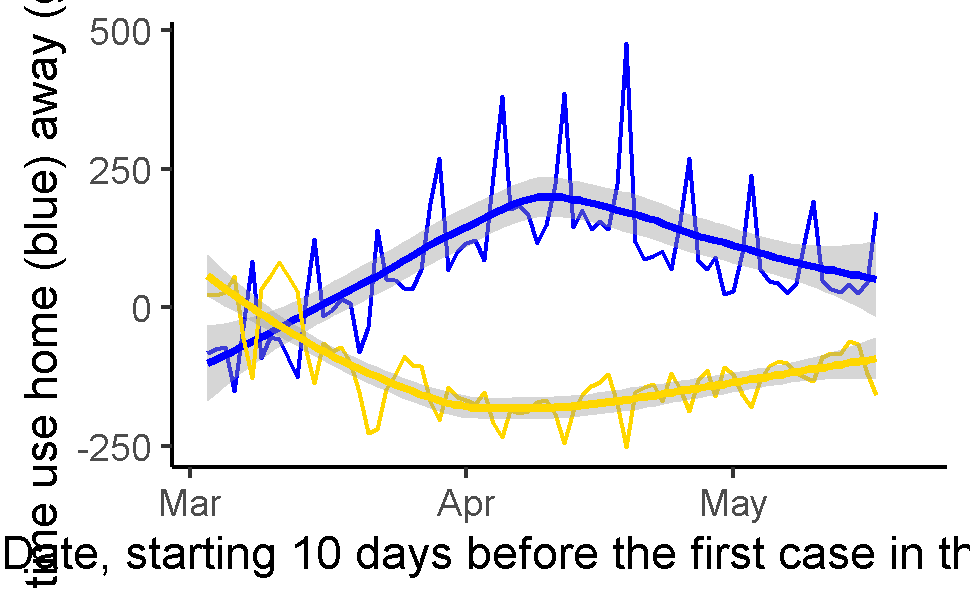 time use home (blue) away (
500
250
0
-250
Mar Apr May
Date, starting 10 days before the first case in th